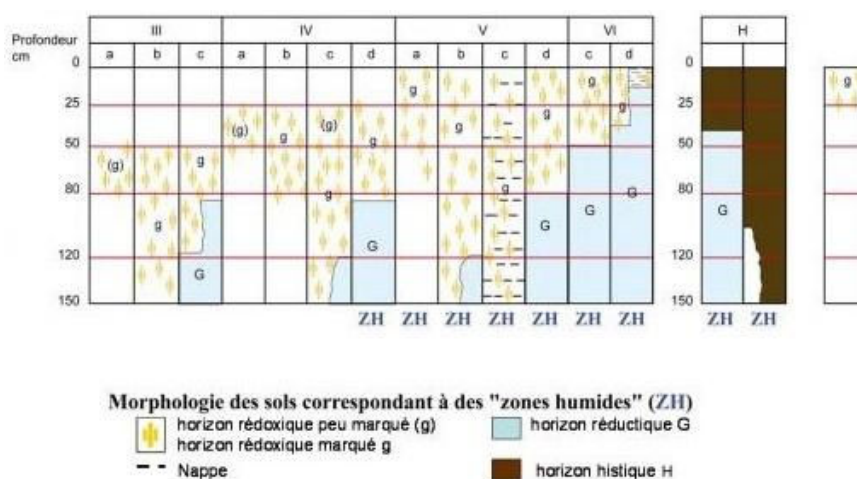 III IV V VI H
Profondeur
cm
a b c a b c d a b c d c d
0 0
g g g g
25 25
(g) g (g) g g g
50 50
(g) g
80 g g G 80
g G G G G G
120 120
G
150 150
ZH ZH ZH ZH ZH ZH ZH ZH ZH
Morphologie des sols correspondant à des "zones humides" (ZH)
horizon rédoxique peu marqué (g) horizon réductique G
horizon rédoxique marqué g
Nappe horizon histique H